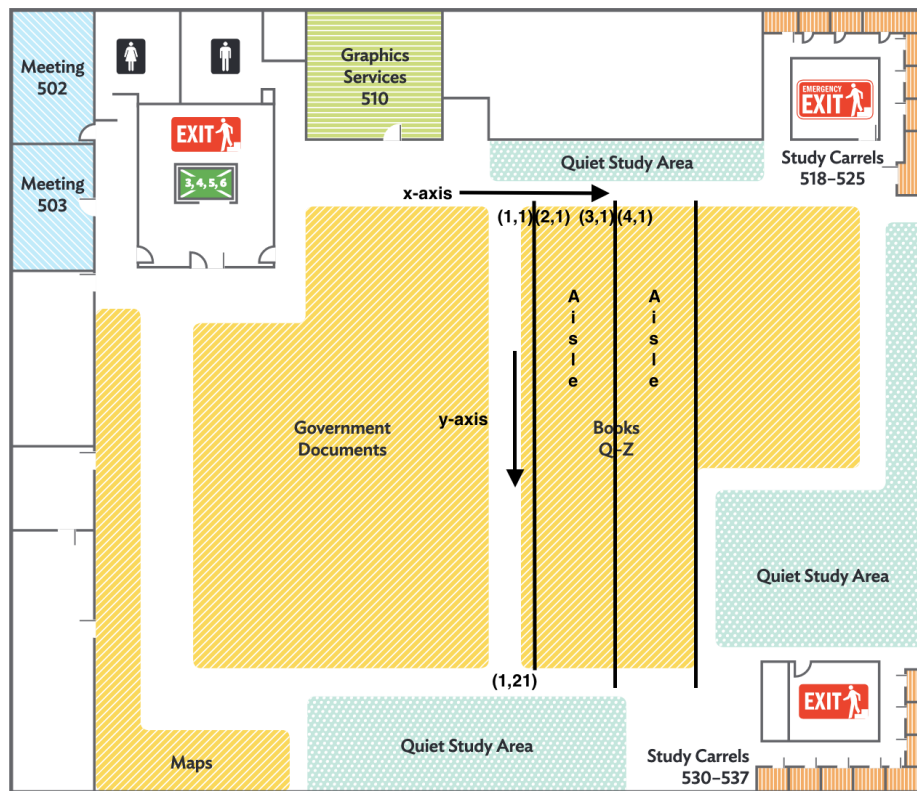 Meeting
502
Graphics
Services
510
EXIT
EMERGENCY
EXIT
Meeting
503
3, 4, 5, 6
Quiet Study Area
Study Carrels
518–525
x-axis
(1,1)
(2,1)
(3,1)
(4,1)
Aisle
Aisle
y-axis
Government
Documents
Books
Q–Z
Quiet Study Area
(1,21)
EXIT
Maps
Quiet Study Area
Study Carrels
530–537